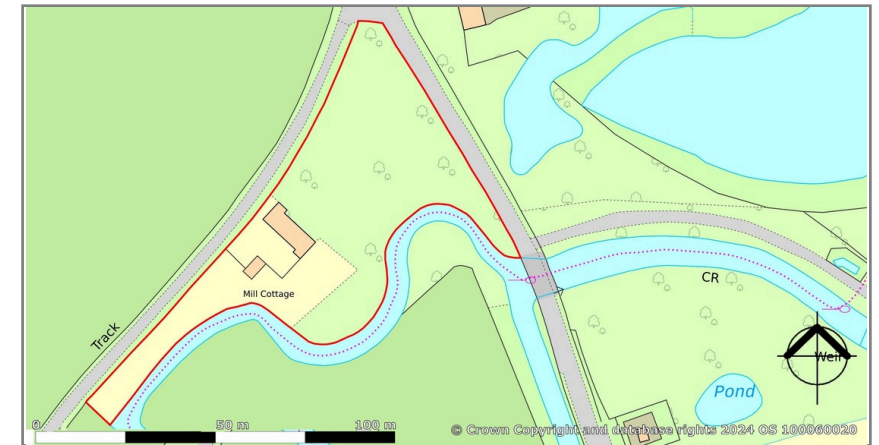 Mill Cottage
CR
Track
Weir
Pond
0 50 m 100 m
© Crown Copyright and database rights 2024 OS 100060020